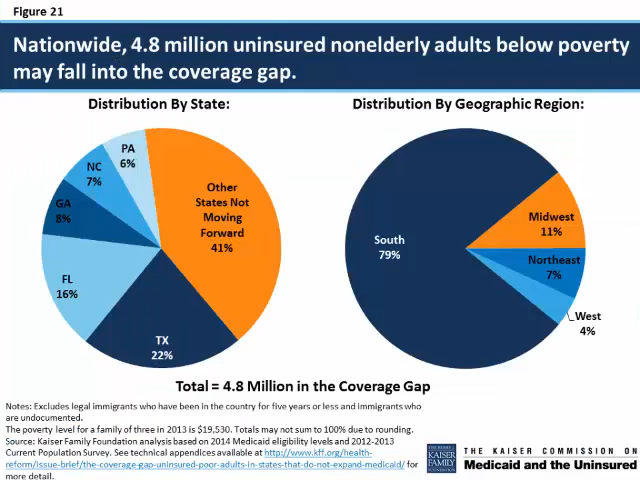 Figure 21
Nationwide, 4.8 million uninsured nonelderly adults below poverty
may fall into the coverage gap.
Distribution By State:
PA
6%
NC
7%
GA
8%
FL
16%
TX
22%
Other
States Not
Moving
Forward
41%
Distribution By Geographic Region:
South
79%
Midwest
11%
Northeast
7%
West
4%
Total = 4.8 Million in the Coverage Gap
Notes: Excludes legal immigrants who have been in the country for five years or less and immigrants who
are undocumented.
The poverty level for a family of three in 2013 is $19,530. Totals may not sum to 100% due to rounding.
Source: Kaiser Family Foundation analysis based on 2014 Medicaid eligibility levels and 2012-2013
Current Population Survey. See technical appendices available at http://www.kff.org/health-
reform/issue-brief/the-coverage-gap-uninsured-poor-adults-in-states-that-do-not-expand-medicaid/ for
more detail.
THE HENRY J.
KAISER
FAMILY
FOUNDATION
THE KAISER COMMISSION ON
Medicaid and the Uninsured